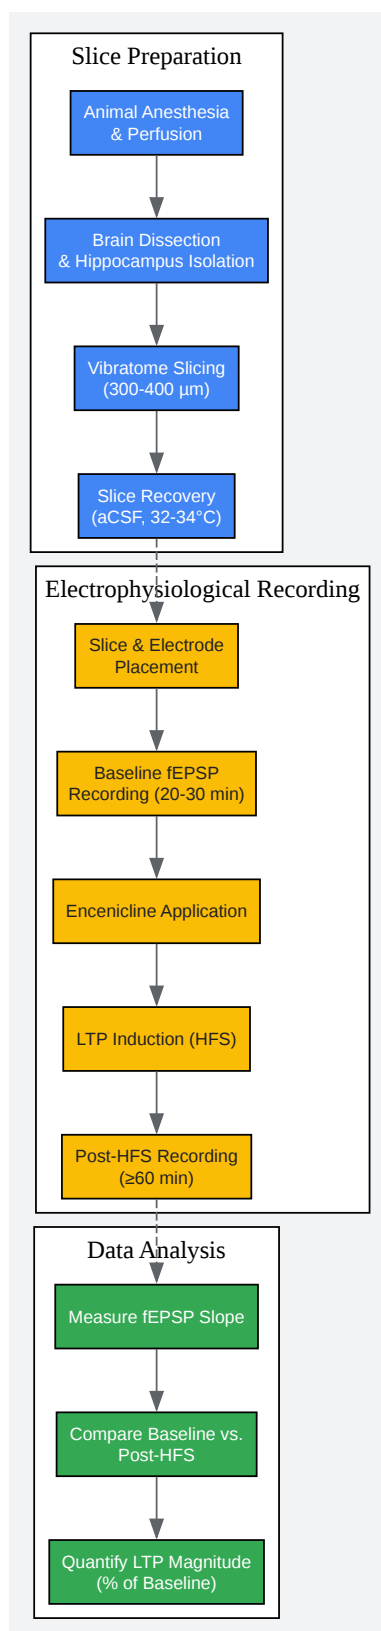 Slice Preparation
Animal Anesthesia
& Perfusion
Brain Dissection
& Hippocampus Isolation
Vibratome Slicing
(300-400 µm)
Slice Recovery
(aCSF, 32-34°C)
Electrophysiological Recording
Slice & Electrode
Placement
Baseline fEPSP
Recording (20-30 min)
Encenicline Application
LTP Induction (HFS)
Post-HFS Recording
(≥60 min)
Data Analysis
Measure fEPSP Slope
Compare Baseline vs.
Post-HFS
Quantify LTP Magnitude
(% of Baseline)